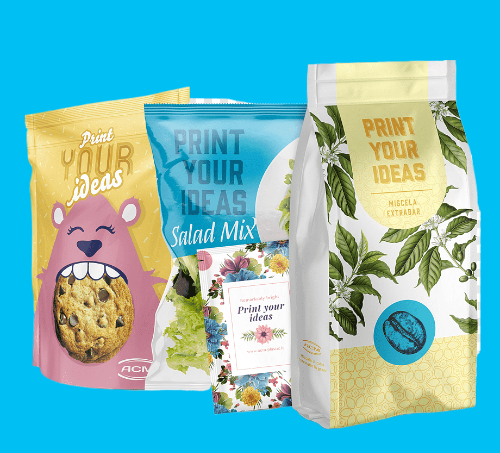 Print
YOUR
ideas
ACM
PRINT
YOUR
IDEAS
Salad Mix
Print your
ideas
PRINT
YOUR
IDEAS
MISCELA
EXTRABAR